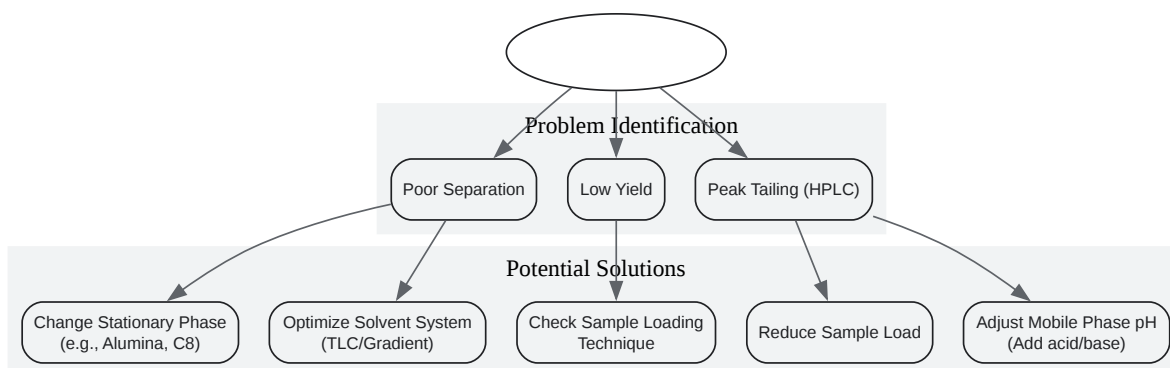 Problem Identification
Poor Separation
Low Yield
Peak Tailing (HPLC)
Potential Solutions
Change Stationary Phase
(e.g., Alumina, C8)
Optimize Solvent System
(TLC/Gradient)
Check Sample Loading
Technique
Reduce Sample Load
Adjust Mobile Phase pH
(Add acid/base)